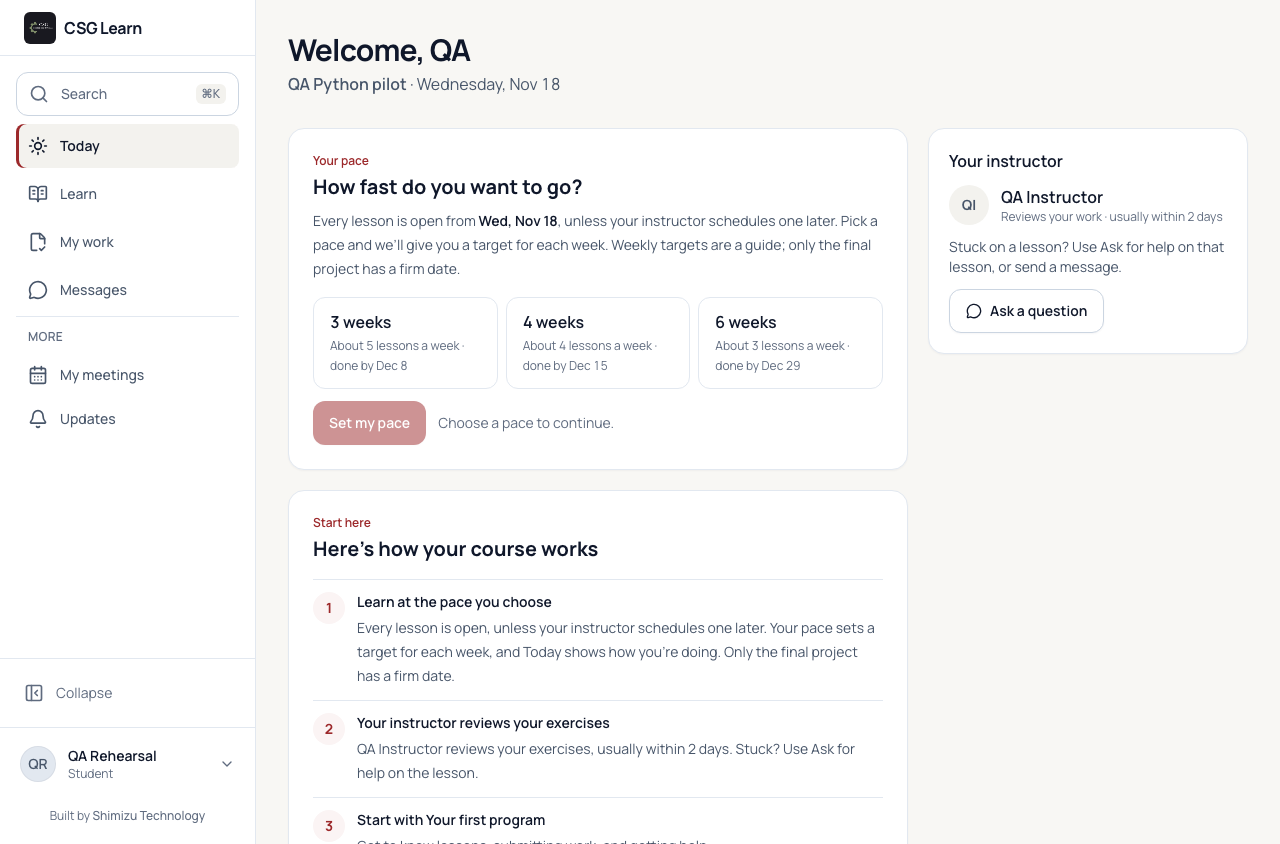 CSG Learn
Search ⌘K
Today
Learn
My work
Messages
MORE
My meetings
Updates
Collapse
QR
QA Rehearsal
Student
Built by Shimizu Technology
Welcome, QA
QA Python pilot · Wednesday, Nov 18
Your pace
How fast do you want to go?
Every lesson is open from Wed, Nov 18, unless your instructor schedules one later. Pick a
pace and we'll give you a target for each week. Weekly targets are a guide; only the final
project has a firm date.
3 weeks
About 5 lessons a week ·
done by Dec 8
4 weeks
About 4 lessons a week ·
done by Dec 15
6 weeks
About 3 lessons a week ·
done by Dec 29
Set my pace
Choose a pace to continue.
Start here
Here's how your course works
1
Learn at the pace you choose
Every lesson is open, unless your instructor schedules one later. Your pace sets a
target for each week, and Today shows how you're doing. Only the final project
has a firm date.
2
Your instructor reviews your exercises
QA Instructor reviews your exercises, usually within 2 days. Stuck? Use Ask for
help on the lesson.
3
Start with Your first program
Get to know lessons, submitting work, and getting help.
Your instructor
QI
QA Instructor
Reviews your work · usually within 2 days
Stuck on a lesson? Use Ask for help on that
lesson, or send a message.
Ask a question